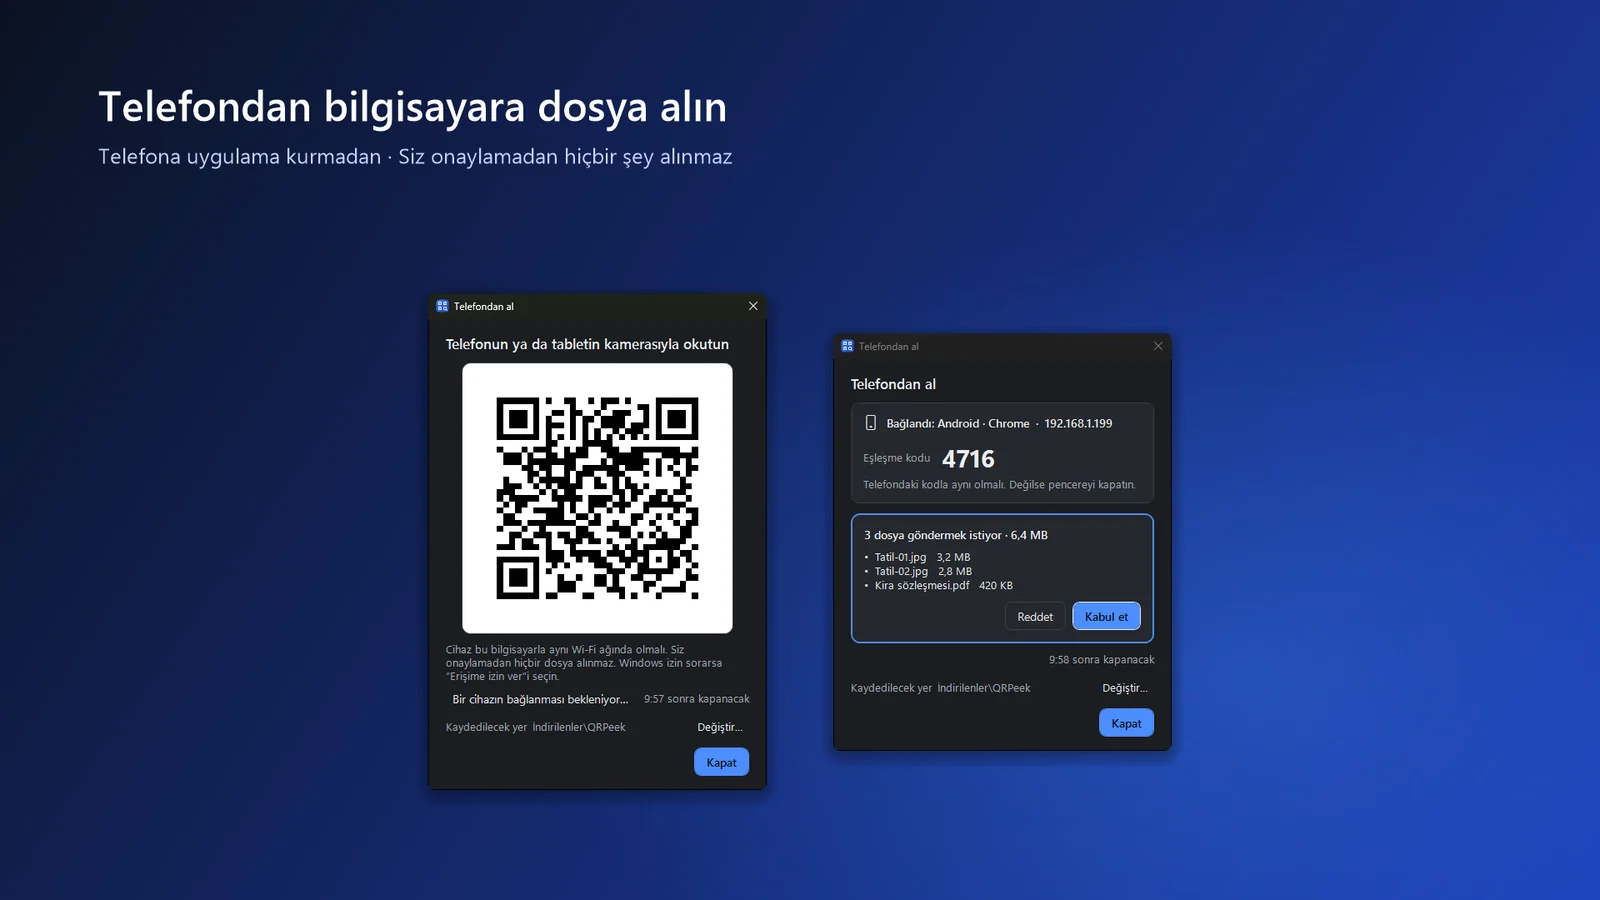 Telefondan bilgisayara dosya alın
Telefona uygulama kurmadan · Siz onaylamadan hiçbir şey alınmaz
Telefondan al
Telefonun ya da tabletin kamerasıyla okutun
Cihaz bu bilgisayarla aynı Wi-Fi ağında olmalı. Siz
onaylamadan hiçbir dosya alınmaz. Windows izin sorarsa
"Erişime izin ver"i seçin.
Bir cihazın bağlanması bekleniyor... 9:57 sonra kapanacak
Kaydedilecek yer İndirilenler\QRPeek Değiştir...
Kapat
Telefondan al
Telefondan al
Bağlandı: Android · Chrome · 192.168.1.199
Eşleşme kodu 4716
Telefondaki kodla aynı olmalı. Değilse pencereyi kapatın.
3 dosya göndermek istiyor · 6,4 MB
• Tatil-01.jpg 3,2 MB
• Tatil-02.jpg 2,8 MB
• Kira sözleşmesi.pdf 420 KB
Reddet Kabul et
9:58 sonra kapanacak
Kaydedilecek yer İndirilenler\QRPeek Değiştir...
Kapat